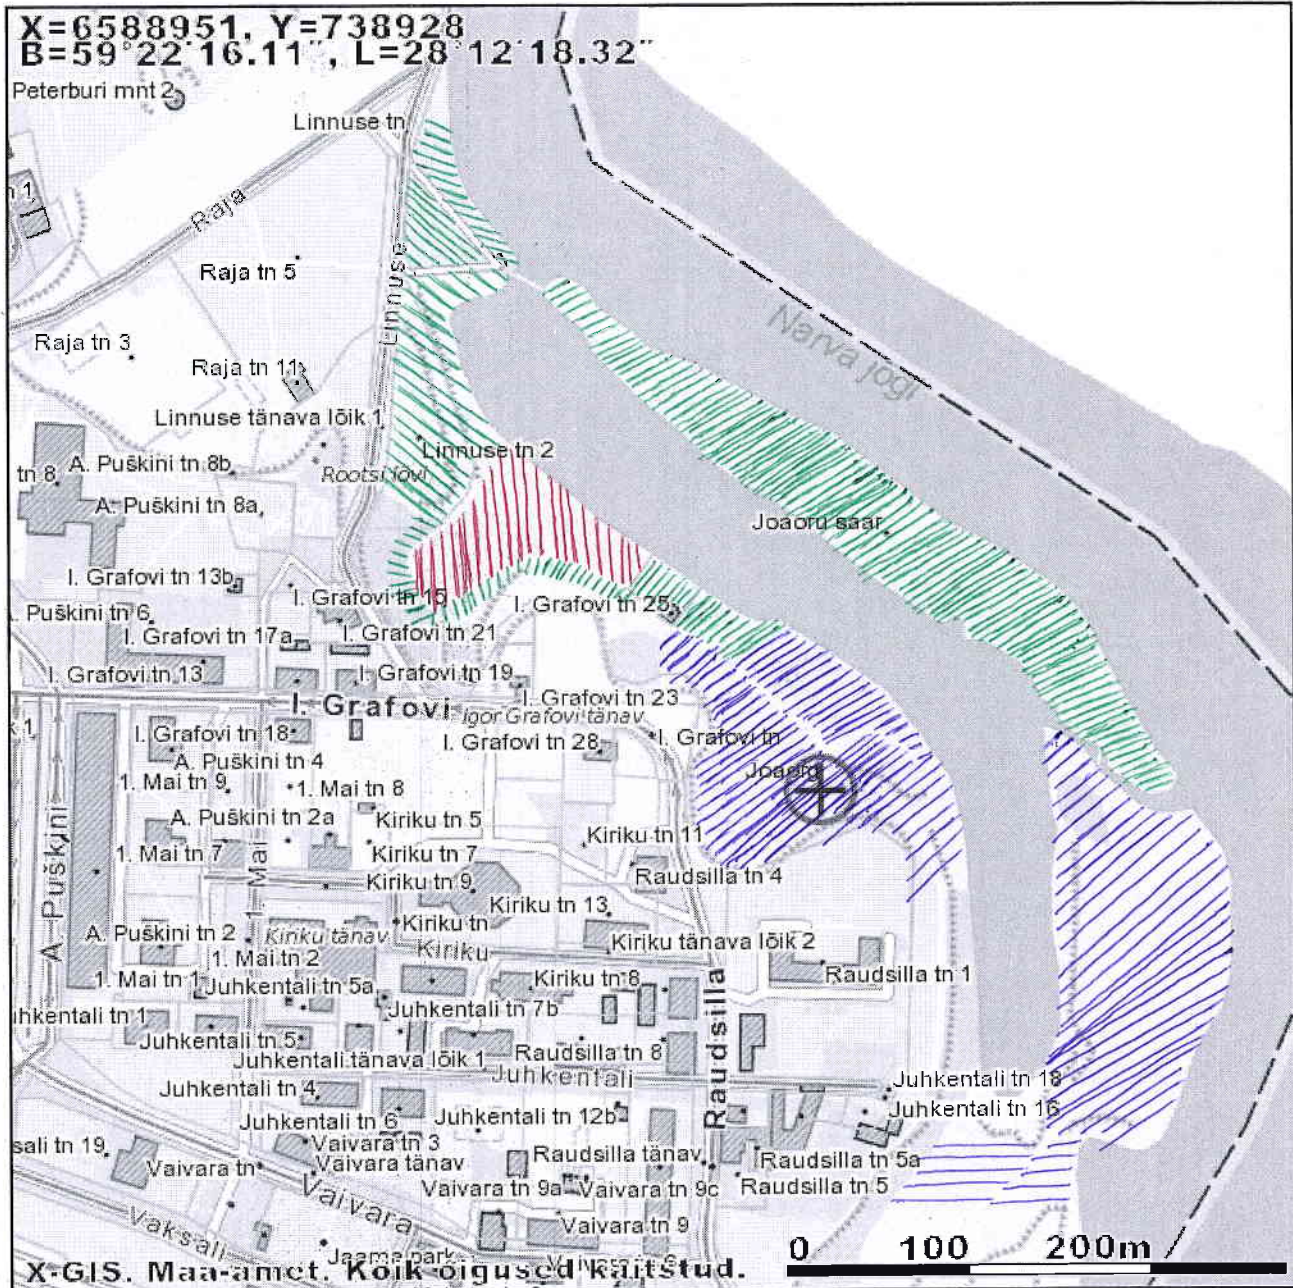 X=6588951, Y=738928
B=59°22'16.11", L=28°12'18.32"
Peterburi mnt 2
Linnuse tn
Raja
Raja tn 5
Linnuse
Raja tn 3
Raja tn 11
Narva jõgi
Linnuse tänava lõik 1
Linnuse tn 2
tn 8
A. Puškini tn 8b
Rootsi lõvi
A. Puškini tn 8a
Joaoru saar
I. Grafovi tn 13b
I. Grafovi tn 15
I. Grafovi tn 25
Puškini tn 6
I. Grafovi tn 17a
I. Grafovi tn 21
I. Grafovi tn 13
I. Grafovi tn 19
I. Grafovi tn 23
I. Grafovi
Igor Grafovi tänav
I. Grafovi tn 18
I. Grafovi tn 28
I. Grafovi tn
A. Puškini tn 4
Joaorg
1. Mai tn 9
1. Mai tn 8
A. Puškini tn 2a
Kiriku tn 5
Kiriku tn 11
A. Puškini
1. Mai
1. Mai tn 7
Kiriku tn 7
Raudsilla tn 4
Kiriku tn 9
Kiriku tn 13
Kiriku tn
A. Puškini tn 2
Kiriku tänav
Kiriku
Kiriku tänava lõik 2
1. Mai tn 2
1. Mai tn 1
Juhkentali tn 5a
Kiriku tn 8
Raudsilla tn 1
Raudsilla
Juhkentali tn 7b
Juhkentali tn 5
Juhkentali tänava lõik 1
Raudsilla tn 8
Juhkentali
Juhkentali tn 4
Juhkentali tn 18
Juhkentali tn 6
Juhkentali tn 12b
Juhkentali tn 16
Vaivara tn 3
Vaivara tn
Vaivara tänav
Raudsilla tänav
Raudsilla tn 5a
Vaivara tn 9a
Vaivara tn 9c
Raudsilla tn 5
Vaivara
Vaivara tn 9
Vaksali
Jaama park
0 100 200m
X-GIS. Maa-amet. Kõik õigused kaitstud.